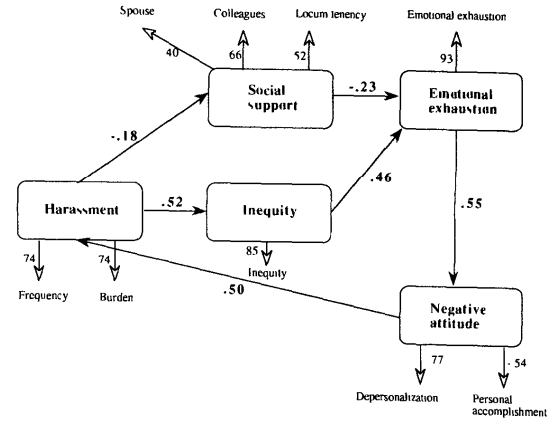 Spouse
Colleagues
Locum tenency
Emotional exhaustion
40
66
52
93
Social
support
-.23
Emotional
exhaustion
-.18
.46
.55
Harassment
.52
Inequity
74
74
85
Frequency
Burden
Inequity
.50
Negative
attitude
77
- 54
Depersonalization
Personal
accomplishment